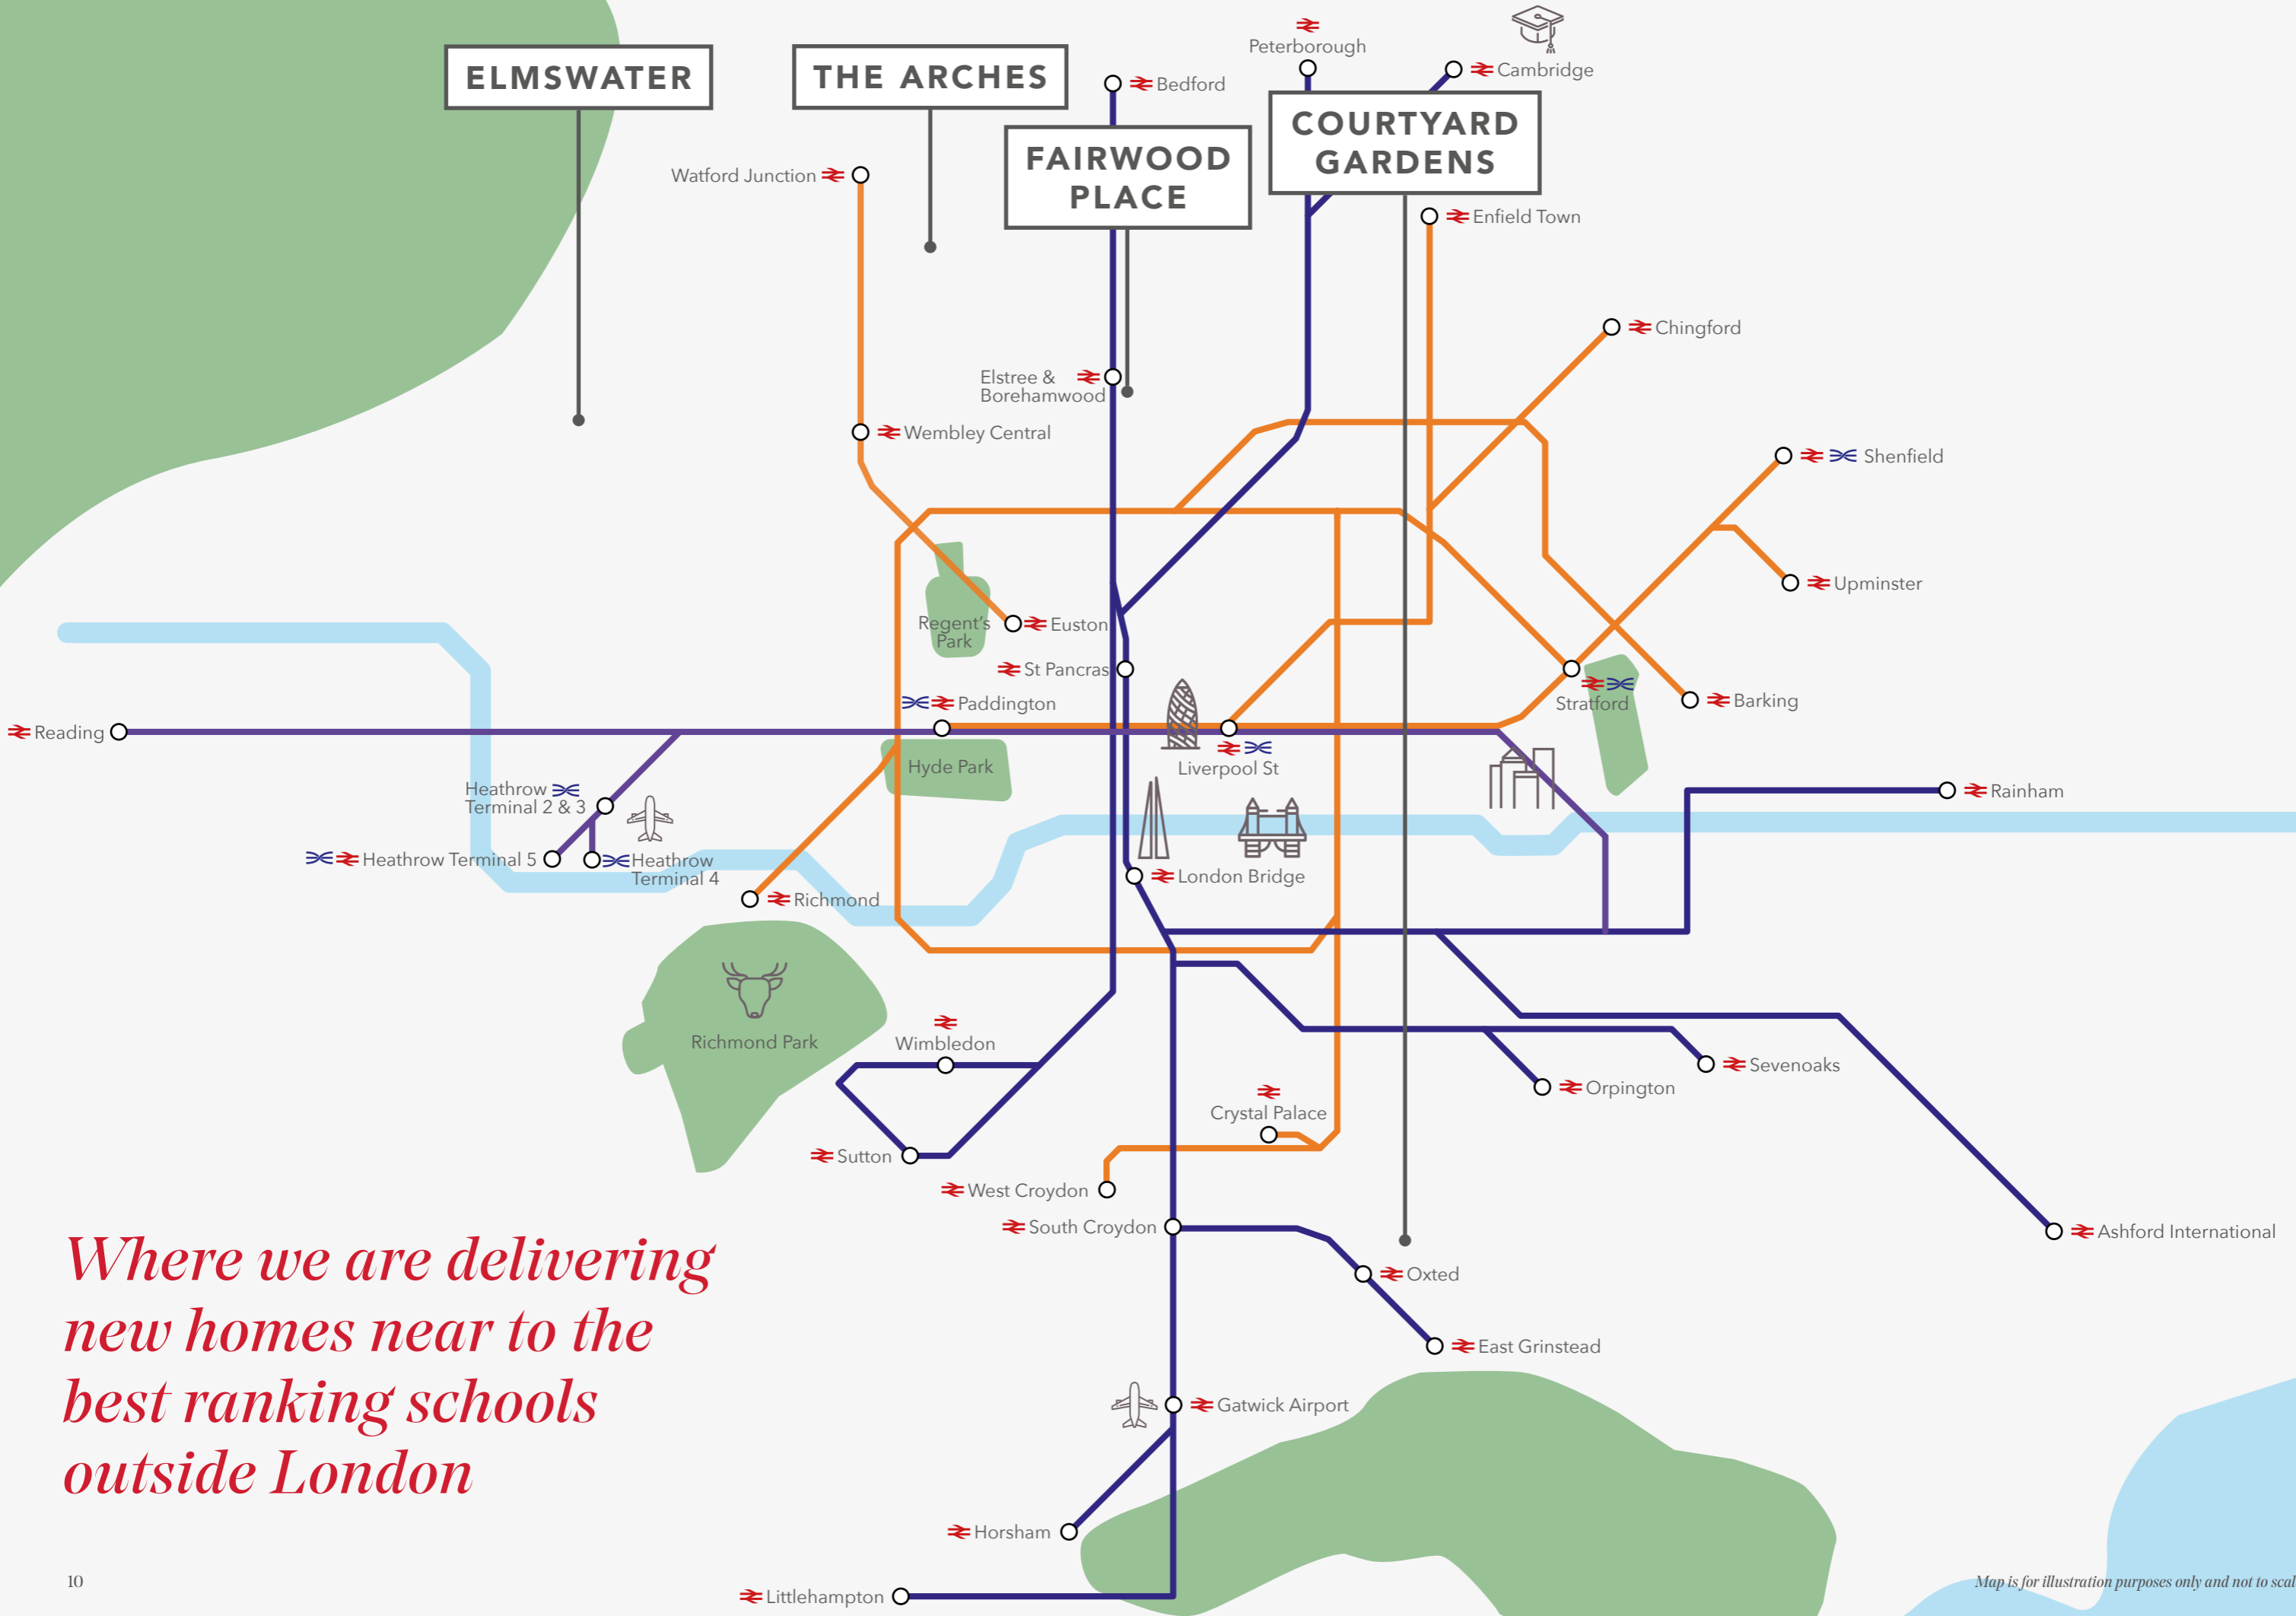 ELMSWATER
THE ARCHES
FAIRWOOD
PLACE
COURTYARD
GARDENS
Peterborough
Cambridge
Bedford
Watford Junction
Enfield Town
Chingford
Elstree &
Borehamwood
Wembley Central
Shenfield
Upminster
Regent's
Park
Euston
St Pancras
Paddington
Stratford
Barking
Reading
Hyde Park
Liverpool St
Heathrow
Terminal 2 & 3
Rainham
Heathrow Terminal 5
Heathrow
Terminal 4
London Bridge
Richmond
Richmond Park
Wimbledon
Sevenoaks
Orpington
Crystal Palace
Sutton
West Croydon
South Croydon
Ashford International
Oxted
East Grinstead
Gatwick Airport
Horsham
Littlehampton
Where we are delivering
new homes near to the
best ranking schools
outside London
10
Map is for illustration purposes only and not to scal